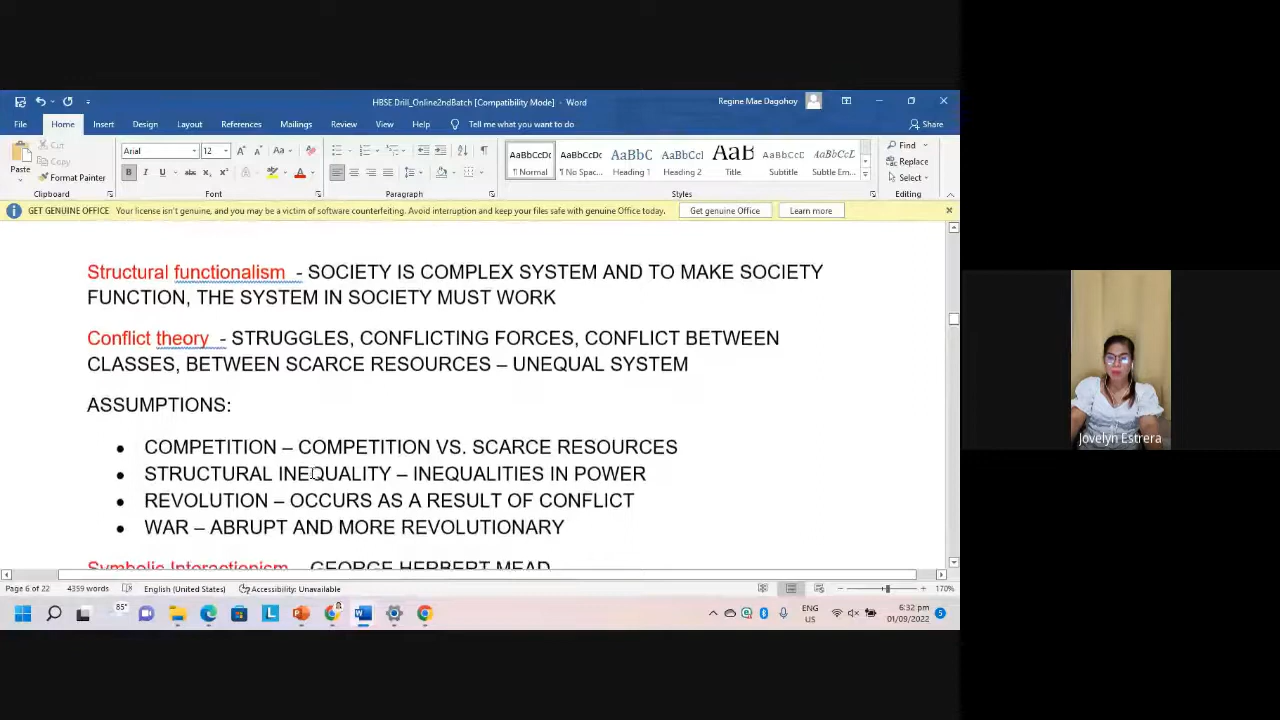 HBSE Drill_Online2ndBatch [Compatibility Mode] - Word
Regine Mae Dagohoy
File Home Insert Design Layout References Mailings Review View Help Tell me what you want to do Share
Paste
Cut
Copy
Format Painter
Clipboard
Arial 12
Font
Paragraph
AaBbCcDc AaBbCcDc AaBbC AaBbCcI AaB AaBbCcD AaBbCcL
¶ Normal ¶ No Spac... Heading 1 Heading 2 Title Subtitle Subtle Em...
Styles
Find
Replace
Select
Editing
GET GENUINE OFFICE Your license isn't genuine, and you may be a victim of software counterfeiting. Avoid interruption and keep your files safe with genuine Office today. Get genuine Office Learn more
Structural functionalism - SOCIETY IS COMPLEX SYSTEM AND TO MAKE SOCIETY
FUNCTION, THE SYSTEM IN SOCIETY MUST WORK
Conflict theory - STRUGGLES, CONFLICTING FORCES, CONFLICT BETWEEN
CLASSES, BETWEEN SCARCE RESOURCES – UNEQUAL SYSTEM
ASSUMPTIONS:
• COMPETITION – COMPETITION VS. SCARCE RESOURCES
• STRUCTURAL INEQUALITY – INEQUALITIES IN POWER
• REVOLUTION – OCCURS AS A RESULT OF CONFLICT
• WAR – ABRUPT AND MORE REVOLUTIONARY
Symbolic Interactionism – GEORGE HERBERT MEAD
Jovelyn Estrera
Page 6 of 22 4359 words English (United States) Accessibility: Unavailable 170%
85°
ENG
US
6:32 pm
01/09/2022
5